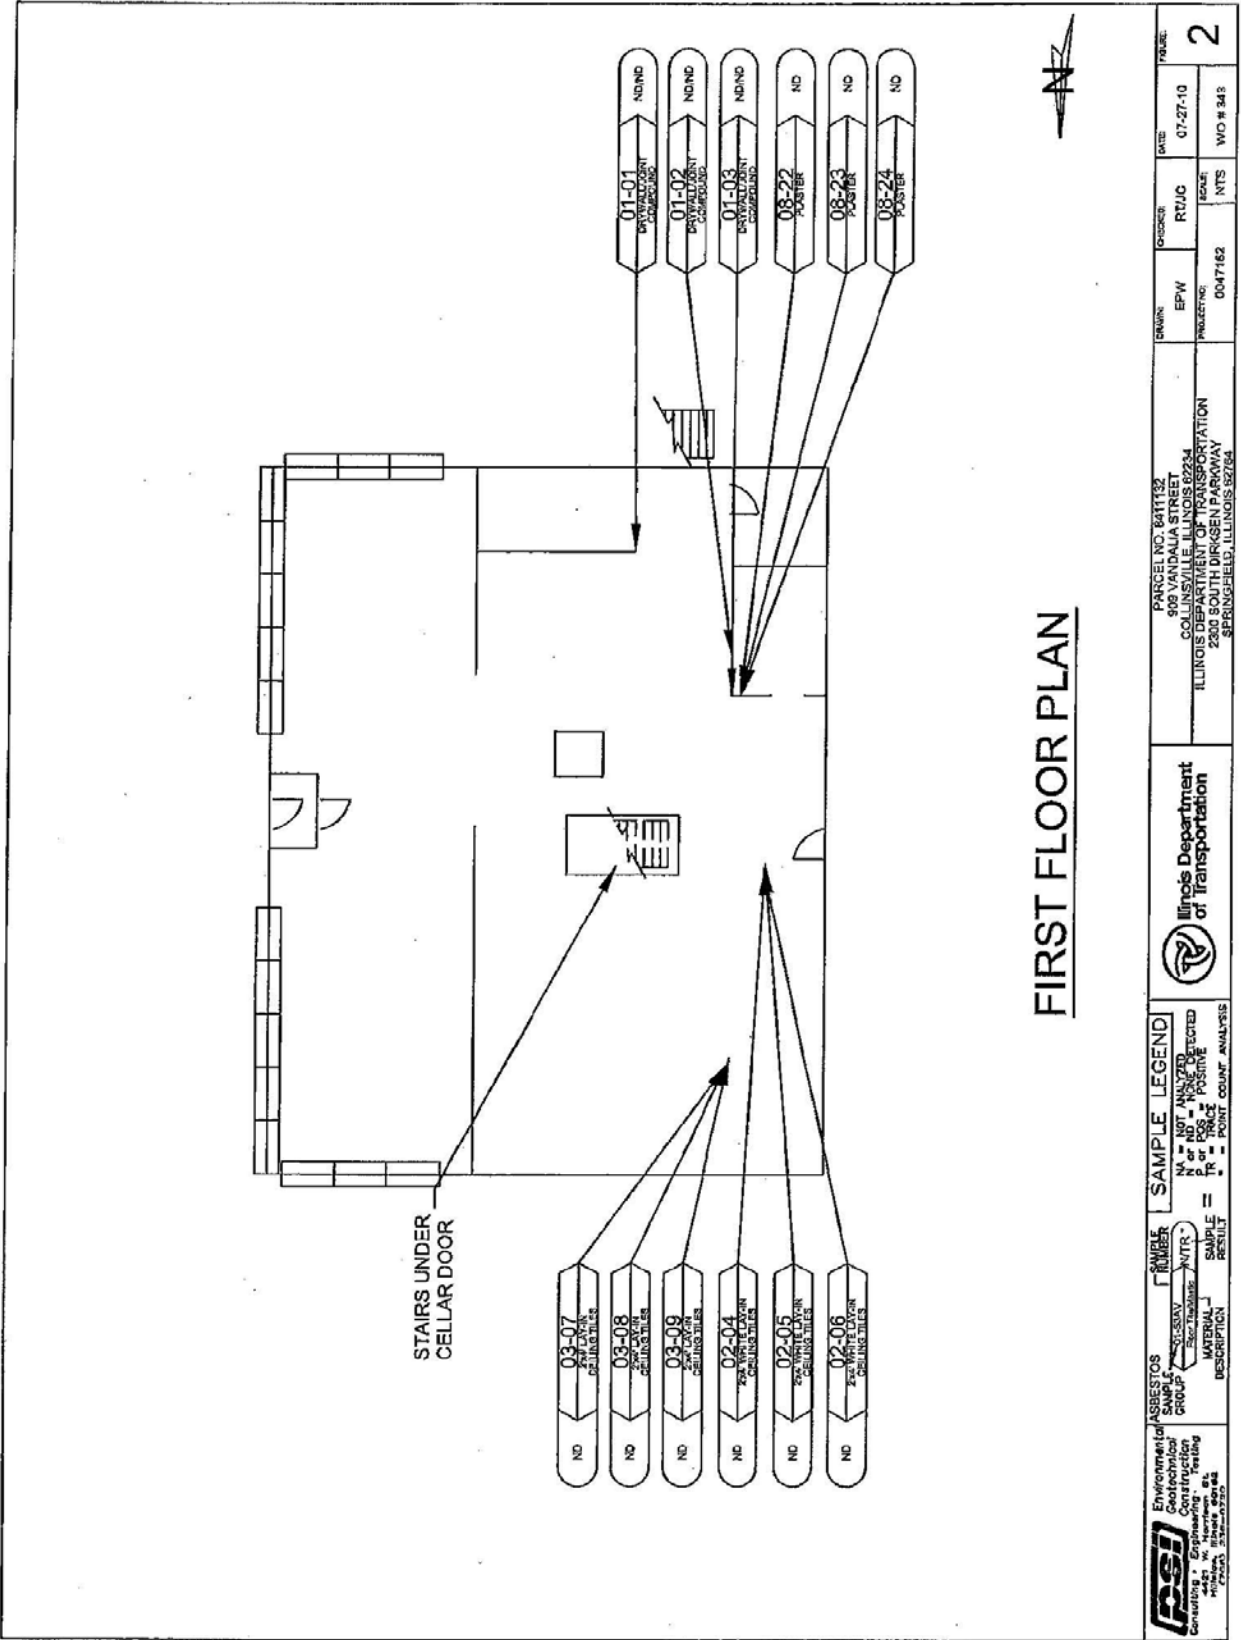 STAIRS UNDER
CELLAR DOOR
03-07
2'x4' LAY-IN
CEILING TILES
ND
03-08
2'x4' LAY-IN
CEILING TILES
ND
03-09
2'x4' LAY-IN
CEILING TILES
ND
02-04
2'x4' WHITE LAY-IN
CEILING TILES
ND
02-05
2'x4' WHITE LAY-IN
CEILING TILES
ND
02-06
2'x4' WHITE LAY-IN
CEILING TILES
ND
01-01
DRYWALL/JOINT
COMPOUND
ND/ND
01-02
DRYWALL/JOINT
COMPOUND
ND/ND
01-03
DRYWALL/JOINT
COMPOUND
ND/ND
08-22
PLASTER
ND
08-23
PLASTER
ND
08-24
PLASTER
ND
N
FIRST FLOOR PLAN
psi
Environmental
Geotechnical
Construction
Consulting • Engineering • Testing
ASBESTOS
SAMPLE
GROUP
SAMPLE
NUMBER
N/TR *
MATERIAL
DESCRIPTION
SAMPLE
RESULT
=
SAMPLE LEGEND
NA = NOT ANALYZED
N or ND = NONE DETECTED
P or POS = POSITIVE
TR = TRACE
* = POINT COUNT ANALYSIS
Illinois Department
of Transportation
PARCEL NO. 8411132
909 VANDALIA STREET
COLLINSVILLE, ILLINOIS 62234
ILLINOIS DEPARTMENT OF TRANSPORTATION
2300 SOUTH DIRKSEN PARKWAY
SPRINGFIELD, ILLINOIS 62764
DRAWN:
EPW
CHECKED:
RT/JC
DATE:
07-27-10
FIGURE:
2
PROJECT NO:
0047162
SCALE:
NTS
WO # 343